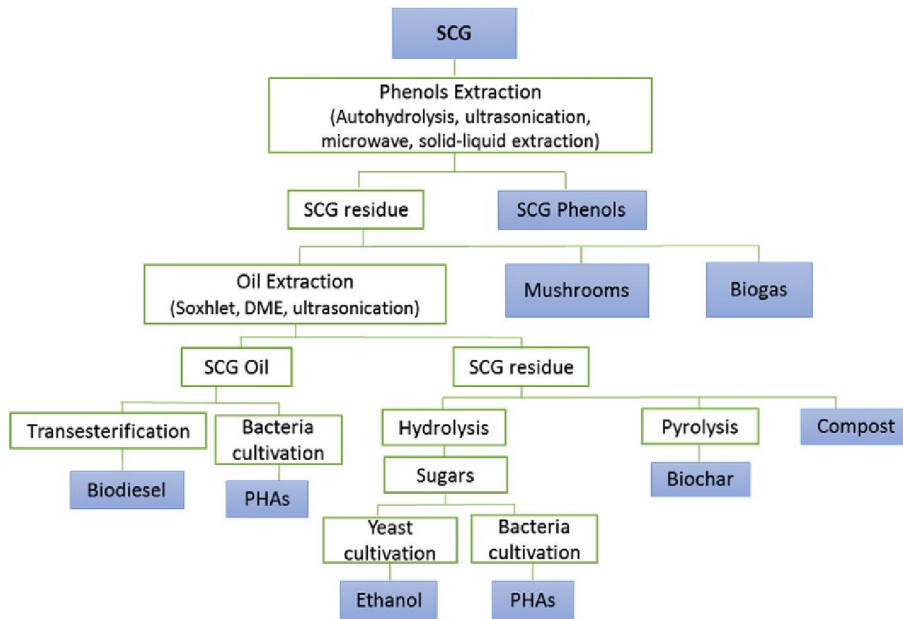 SCG
Phenols Extraction
(Autohydrolysis, ultrasonication,
microwave, solid-liquid extraction)
SCG residue
SCG Phenols
Oil Extraction
(Soxhlet, DME, ultrasonication)
Mushrooms
Biogas
SCG Oil
SCG residue
Transesterification
Bacteria
cultivation
Hydrolysis
Pyrolysis
Compost
Biodiesel
PHAs
Sugars
Biochar
Yeast
cultivation
Bacteria
cultivation
Ethanol
PHAs